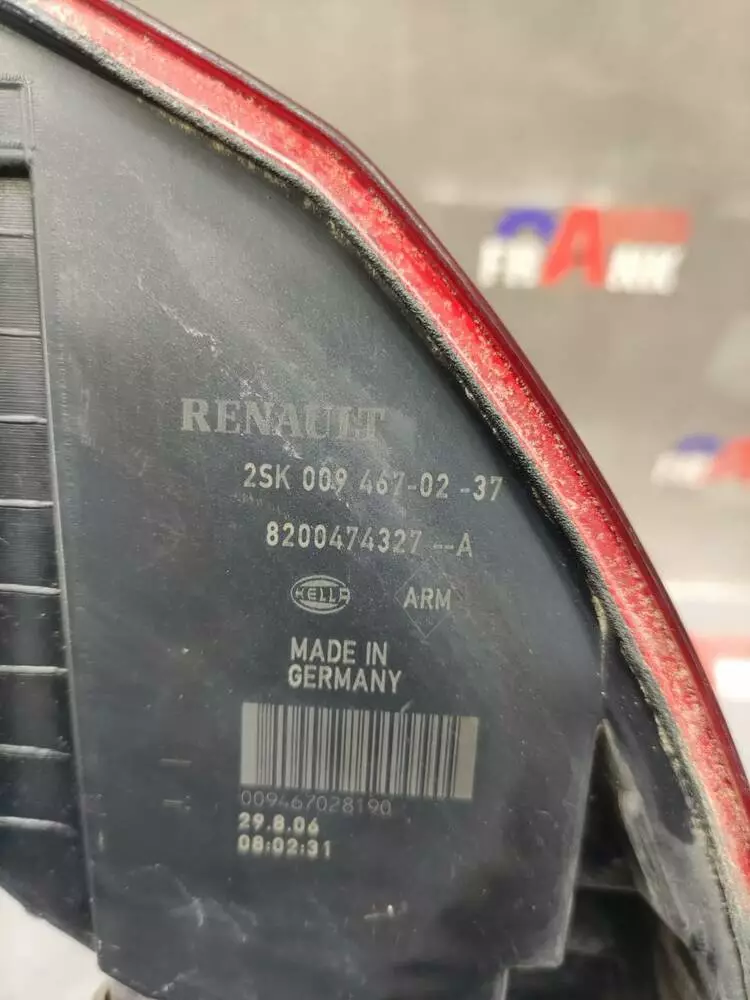 FRANK
RENAULT
2SK 009 467-02 -37
8200474327 --A
HELLA
ARM
MADE IN
GERMANY
009467028190
29.8.06
08:02:31